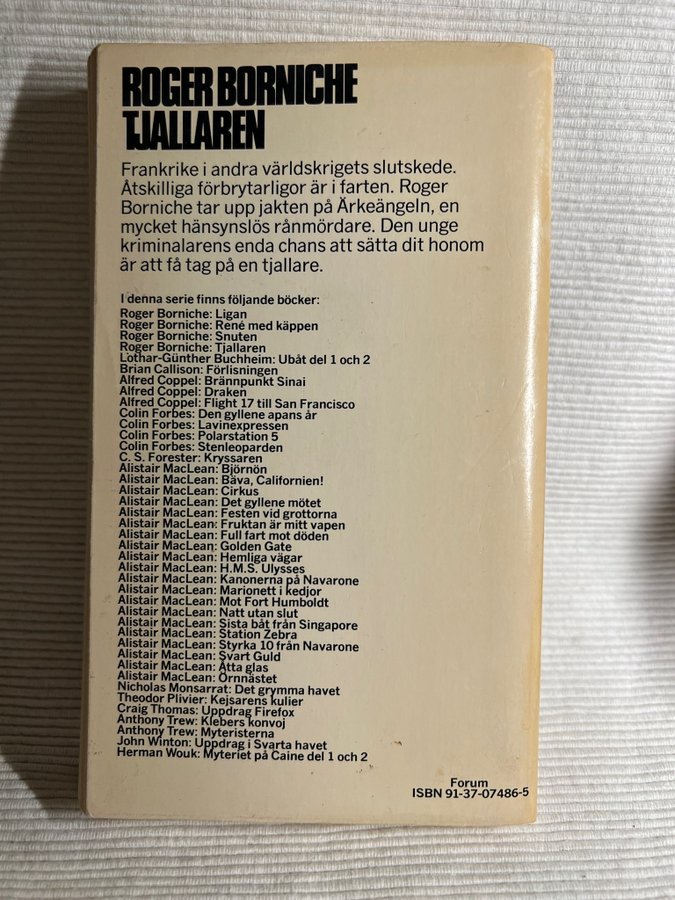 ROGER BORNICHE
TJALLAREN
Frankrike i andra världskrigets slutskede.
Åtskilliga förbrytarligor är i farten. Roger
Borniche tar upp jakten på Ärkeängeln, en
mycket hänsynslös rånmördare. Den unge
kriminalarens enda chans att sätta dit honom
är att få tag på en tjallare.
I denna serie finns följande böcker:
Roger Borniche: Ligan
Roger Borniche: René med käppen
Roger Borniche: Snuten
Roger Borniche: Tjallaren
Lothar-Günther Buchheim: Ubåt del 1 och 2
Brian Callison: Förlisningen
Alfred Coppel: Brännpunkt Sinai
Alfred Coppel: Draken
Alfred Coppel: Flight 17 till San Francisco
Colin Forbes: Den gyllene apans år
Colin Forbes: Lavinexpressen
Colin Forbes: Polarstation 5
Colin Forbes: Stenleoparden
C. S. Forester: Kryssaren
Alistair MacLean: Björnön
Alistair MacLean: Bäva, Californien!
Alistair MacLean: Cirkus
Alistair MacLean: Det gyllene mötet
Alistair MacLean: Festen vid grottorna
Alistair MacLean: Fruktan är mitt vapen
Alistair MacLean: Full fart mot döden
Alistair MacLean: Golden Gate
Alistair MacLean: Hemliga vägar
Alistair MacLean: H.M.S. Ulysses
Alistair MacLean: Kanonerna på Navarone
Alistair MacLean: Marionett i kedjor
Alistair MacLean: Mot Fort Humboldt
Alistair MacLean: Natt utan slut
Alistair MacLean: Sista båt från Singapore
Alistair MacLean: Station Zebra
Alistair MacLean: Styrka 10 från Navarone
Alistair MacLean: Svart Guld
Alistair MacLean: Åtta glas
Alistair MacLean: Örnnästet
Nicholas Monsarrat: Det grymma havet
Theodor Plivier: Kejsarens kulier
Craig Thomas: Uppdrag Firefox
Anthony Trew: Klebers konvoj
Anthony Trew: Myteristerna
John Winton: Uppdrag i Svarta havet
Herman Wouk: Myteriet på Caine del 1 och 2
Forum
ISBN 91-37-07486-5